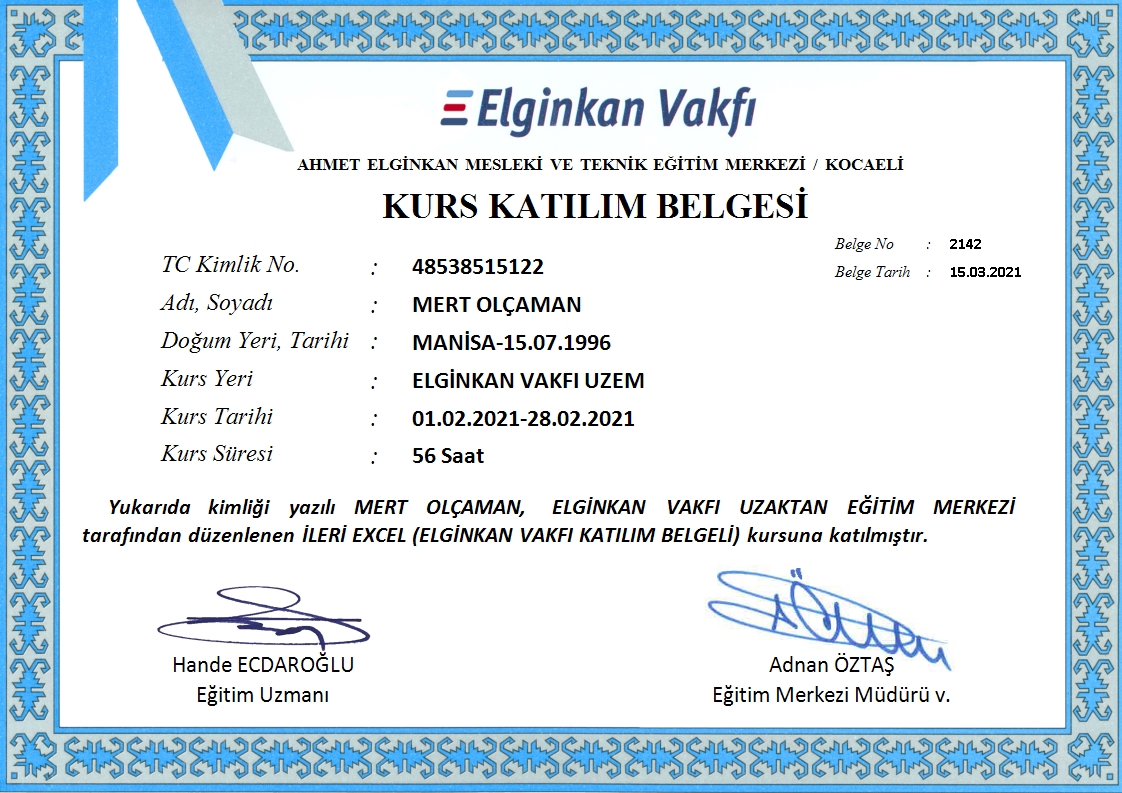 Elginkan Vakfı
AHMET ELGİNKAN MESLEKİ VE TEKNİK EĞİTİM MERKEZİ / KOCAELİ
KURS KATILIM BELGESİ
Belge No : 2142
Belge Tarih : 15.03.2021
TC Kimlik No. : 48538515122
Adı, Soyadı : MERT OLÇAMAN
Doğum Yeri, Tarihi : MANİSA-15.07.1996
Kurs Yeri : ELGİNKAN VAKFI UZEM
Kurs Tarihi : 01.02.2021-28.02.2021
Kurs Süresi : 56 Saat
Yukarıda kimliği yazılı MERT OLÇAMAN, ELGİNKAN VAKFI UZAKTAN EĞİTİM MERKEZİ
tarafından düzenlenen İLERİ EXCEL (ELGİNKAN VAKFI KATILIM BELGELİ) kursuna katılmıştır.
Hande ECDAROĞLU
Eğitim Uzmanı
Adnan ÖZTAŞ
Eğitim Merkezi Müdürü v.